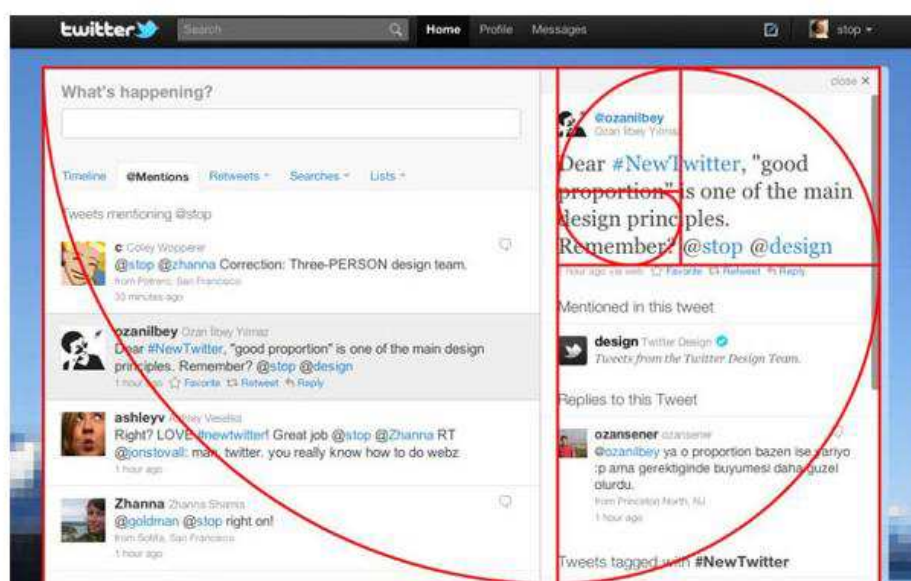 twitter
Search
Home Profile Messages
stop
What's happening?
Timeline @Mentions Retweets Searches Lists
Tweets mentioning @stop
c Coley Wopperer
@stop @zhanna Correction: Three-PERSON design team.
from Potrero, San Francisco
33 minutes ago
ozanilbey Ozan Ilbey Yilmaz
Dear #NewTwitter, "good proportion" is one of the main design
principles. Remember? @stop @design
1 hour ago Favorite Retweet Reply
ashleyv Ashley
Right? LOVE #newtwitter! Great job @stop @Zhanna RT
@jonstovall: man, twitter. you really know how to do webz
1 hour ago
Zhanna Zhanna Shamis
@goldman @stop right on!
from SoMa, San Francisco
1 hour ago
close X
@ozanilbey
Ozan Ilbey Yilmaz
Dear #NewTwitter, "good
proportion" is one of the main
design principles.
Remember? @stop @design
1 hour ago via web Favorite Retweet Reply
Mentioned in this tweet
design Twitter Design
Tweets from the Twitter Design Team.
Replies to this Tweet
ozansener ozansener
@ozanilbey ya o proportion bazen ise yariyo
:p ama gerektiginde buyumesi daha guzel
olurdu.
from Princeton North, NJ
1 hour ago
Tweets tagged with #NewTwitter